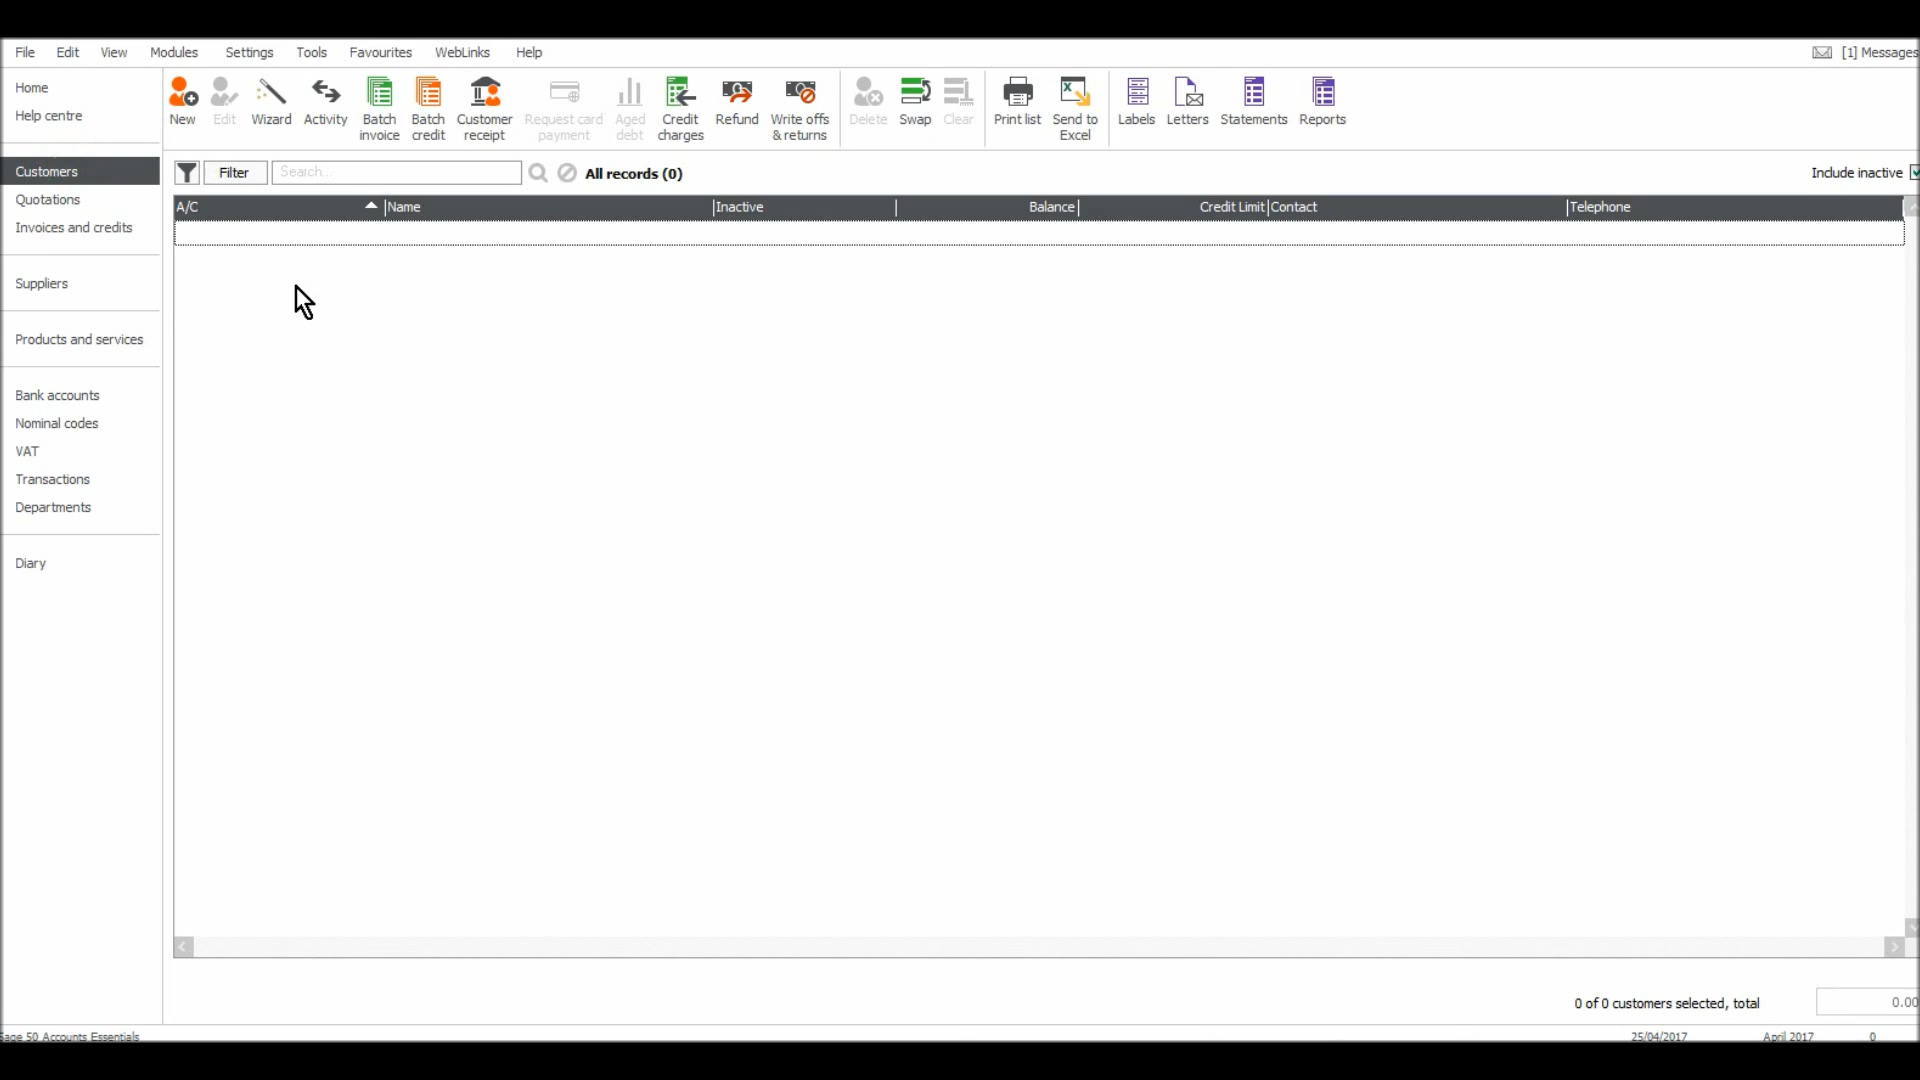 File Edit View Modules Settings Tools Favourites WebLinks Help [1] Messages
Home
Help centre
Customers
Quotations
Invoices and credits
Suppliers
Products and services
Bank accounts
Nominal codes
VAT
Transactions
Departments
Diary
New Edit Wizard Activity Batch invoice Batch credit Customer receipt Request card payment Aged debt Credit charges Refund Write offs & returns Delete Swap Clear Print list Send to Excel Labels Letters Statements Reports
Filter Search... All records (0) Include inactive
A/C Name Inactive Balance Credit Limit Contact Telephone
0 of 0 customers selected, total 0.00
Sage 50 Accounts Essentials 25/04/2017 April 2017 0